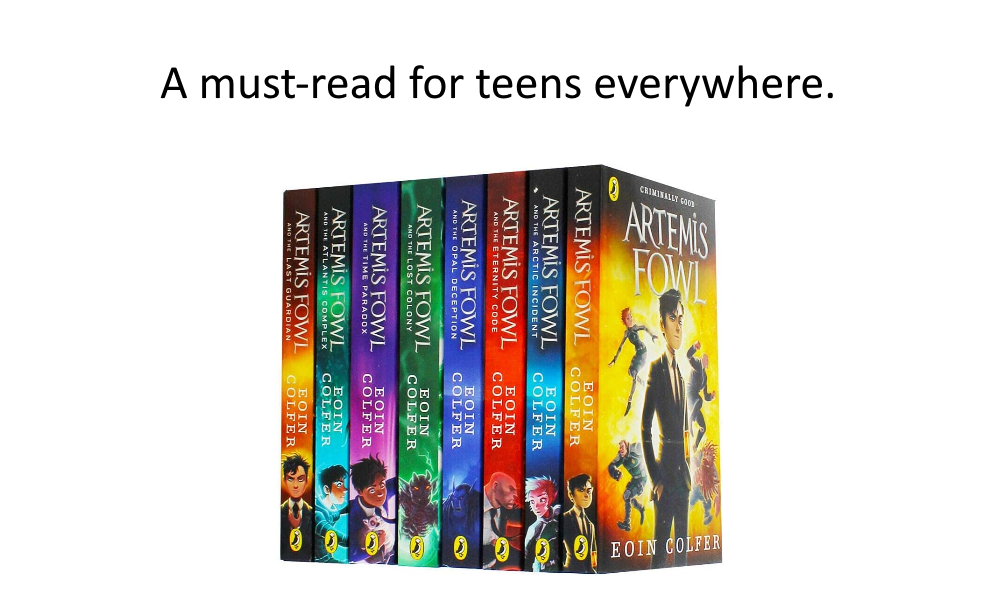 A must-read for teens everywhere.
ARTEMIS FOWL
AND THE LAST GUARDIAN
EOIN
COLFER
ARTEMIS FOWL
AND THE ATLANTIS COMPLEX
EOIN
COLFER
ARTEMIS FOWL
AND THE TIME PARADOX
EOIN
COLFER
ARTEMIS FOWL
AND THE LOST COLONY
EOIN
COLFER
ARTEMIS FOWL
AND THE OPAL DECEPTION
EOIN
COLFER
ARTEMIS FOWL
AND THE ETERNITY CODE
EOIN
COLFER
ARTEMIS FOWL
AND THE ARCTIC INCIDENT
EOIN
COLFER
ARTEMIS FOWL
EOIN
COLFER
CRIMINALLY GOOD
ARTEMIS
FOWL
EOIN COLFER